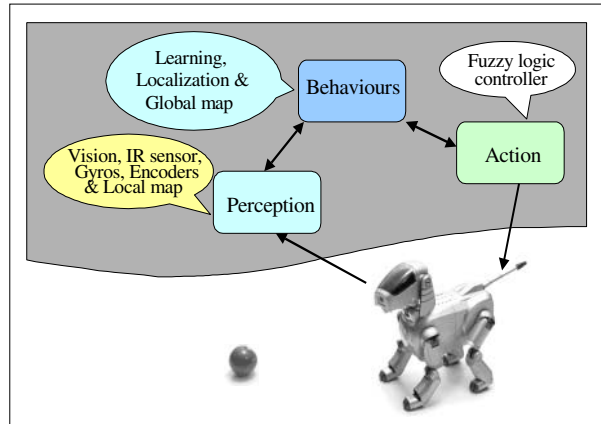 Learning,
Localization &
Global map
Behaviours
Fuzzy logic
controller
Vision, IR sensor,
Gyros, Encoders
& Local map
Action
Perception